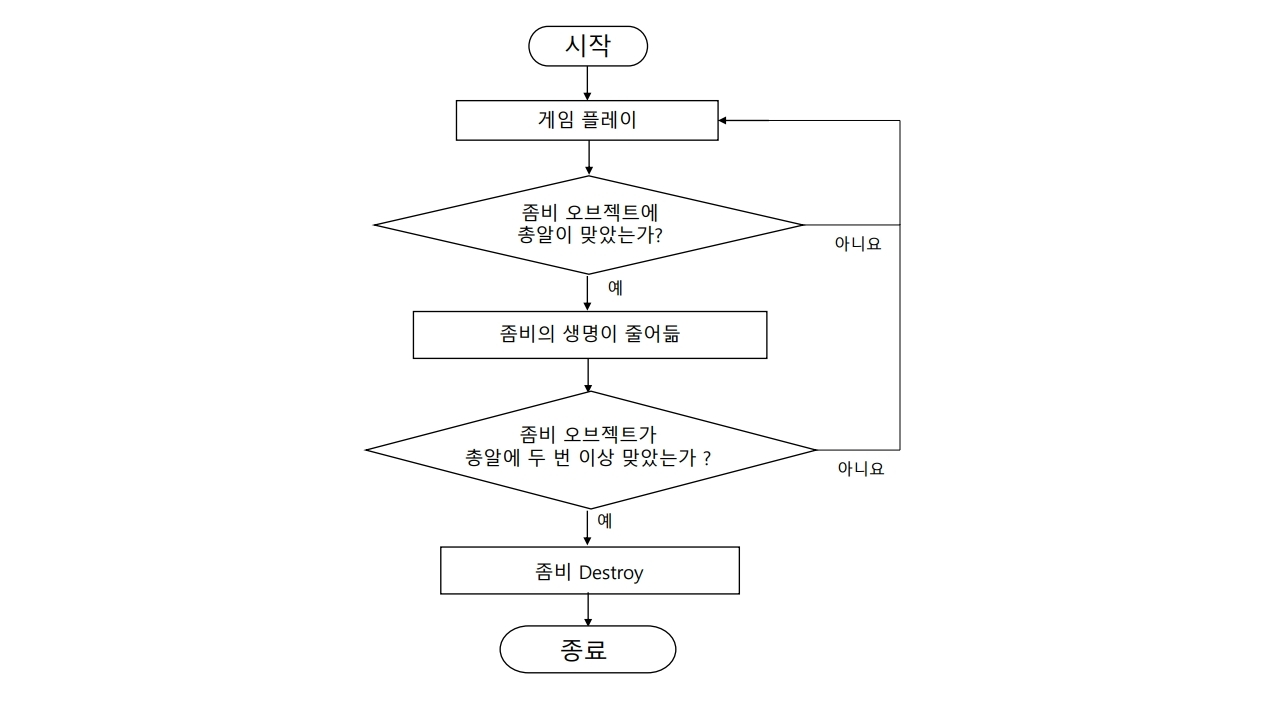 시작
게임 플레이
좀비 오브젝트에
총알이 맞았는가?
아니요
예
좀비의 생명이 줄어듦
좀비 오브젝트가
총알에 두 번 이상 맞았는가 ?
아니요
예
좀비 Destroy
종료